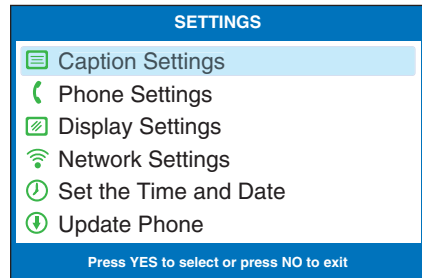 SETTINGS
Caption Settings
Phone Settings
Display Settings
Network Settings
Set the Time and Date
Update Phone
Press YES to select or press NO to exit